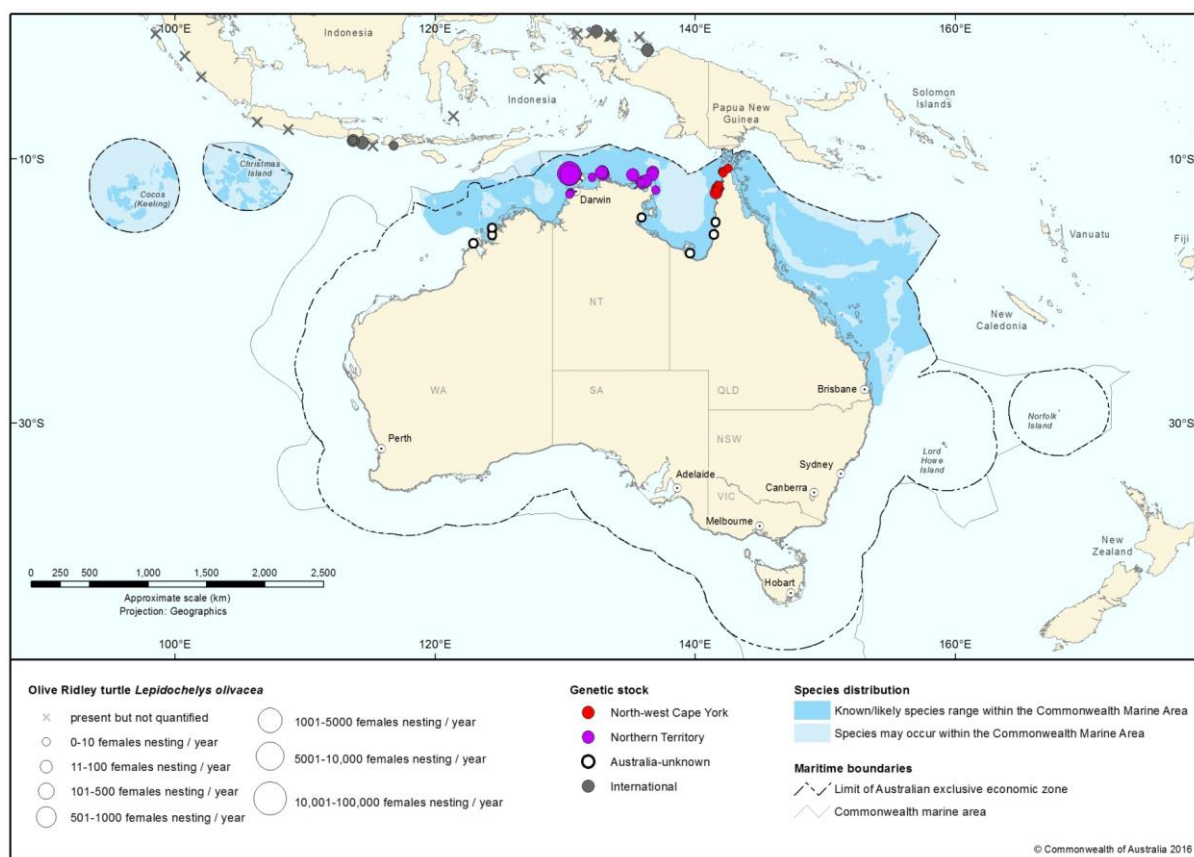 100°E
120°E
140°E
160°E
Indonesia
Indonesia
Papua New
Guinea
Solomon
Islands
10°S
10°S
Christmas
Island
Cocos
(Keeling)
Darwin
Vanuatu
Fiji
NT
New
Caledonia
WA
SA
QLD
Brisbane
30°S
30°S
Norfolk
Island
Perth
NSW
Lord
Howe
Island
Adelaide
Sydney
Canberra
VIC
Melbourne
New
Zealand
Hobart
0 250 500 1,000 1,500 2,000 2,500
Approximate scale (km)
Projection: Geographics
100°E
120°E
140°E
160°E
Olive Ridley turtle Lepidochelys olivacea
present but not quantified
0-10 females nesting / year
11-100 females nesting / year
101-500 females nesting / year
501-1000 females nesting / year
1001-5000 females nesting / year
5001-10,000 females nesting / year
10,001-100,000 females nesting / year
Genetic stock
North-west Cape York
Northern Territory
Australia-unknown
International
Species distribution
Known/likely species range within the Commonwealth Marine Area
Species may occur within the Commonwealth Marine Area
Maritime boundaries
Limit of Australian exclusive economic zone
Commonwealth marine area
© Commonwealth of Australia 2016